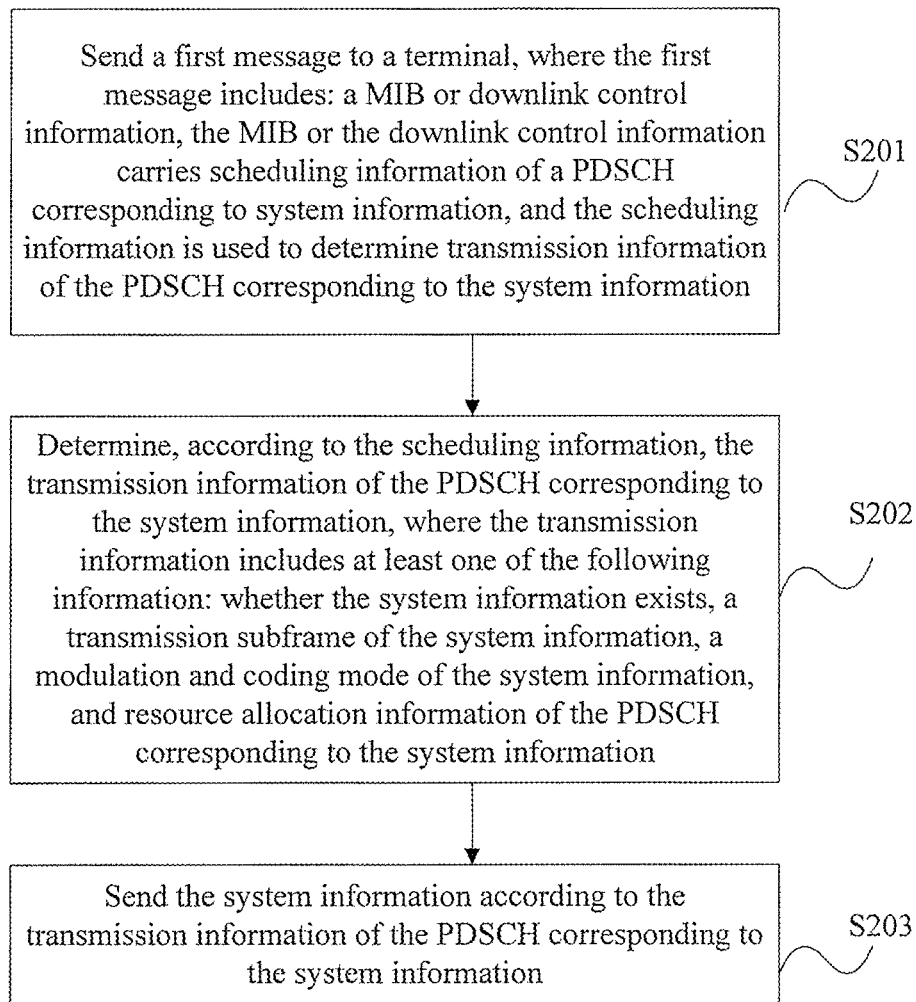 Send a first message to a terminal, where the first
message includes: a MIB or downlink control
information, the MIB or the downlink control information
carries scheduling information of a PDSCH
corresponding to system information, and the scheduling
information is used to determine transmission information
of the PDSCH corresponding to the system information
S201
Determine, according to the scheduling information, the
transmission information of the PDSCH corresponding to
the system information, where the transmission
information includes at least one of the following
information: whether the system information exists, a
transmission subframe of the system information, a
modulation and coding mode of the system information,
and resource allocation information of the PDSCH
corresponding to the system information
S202
Send the system information according to the
transmission information of the PDSCH corresponding to
the system information
S203